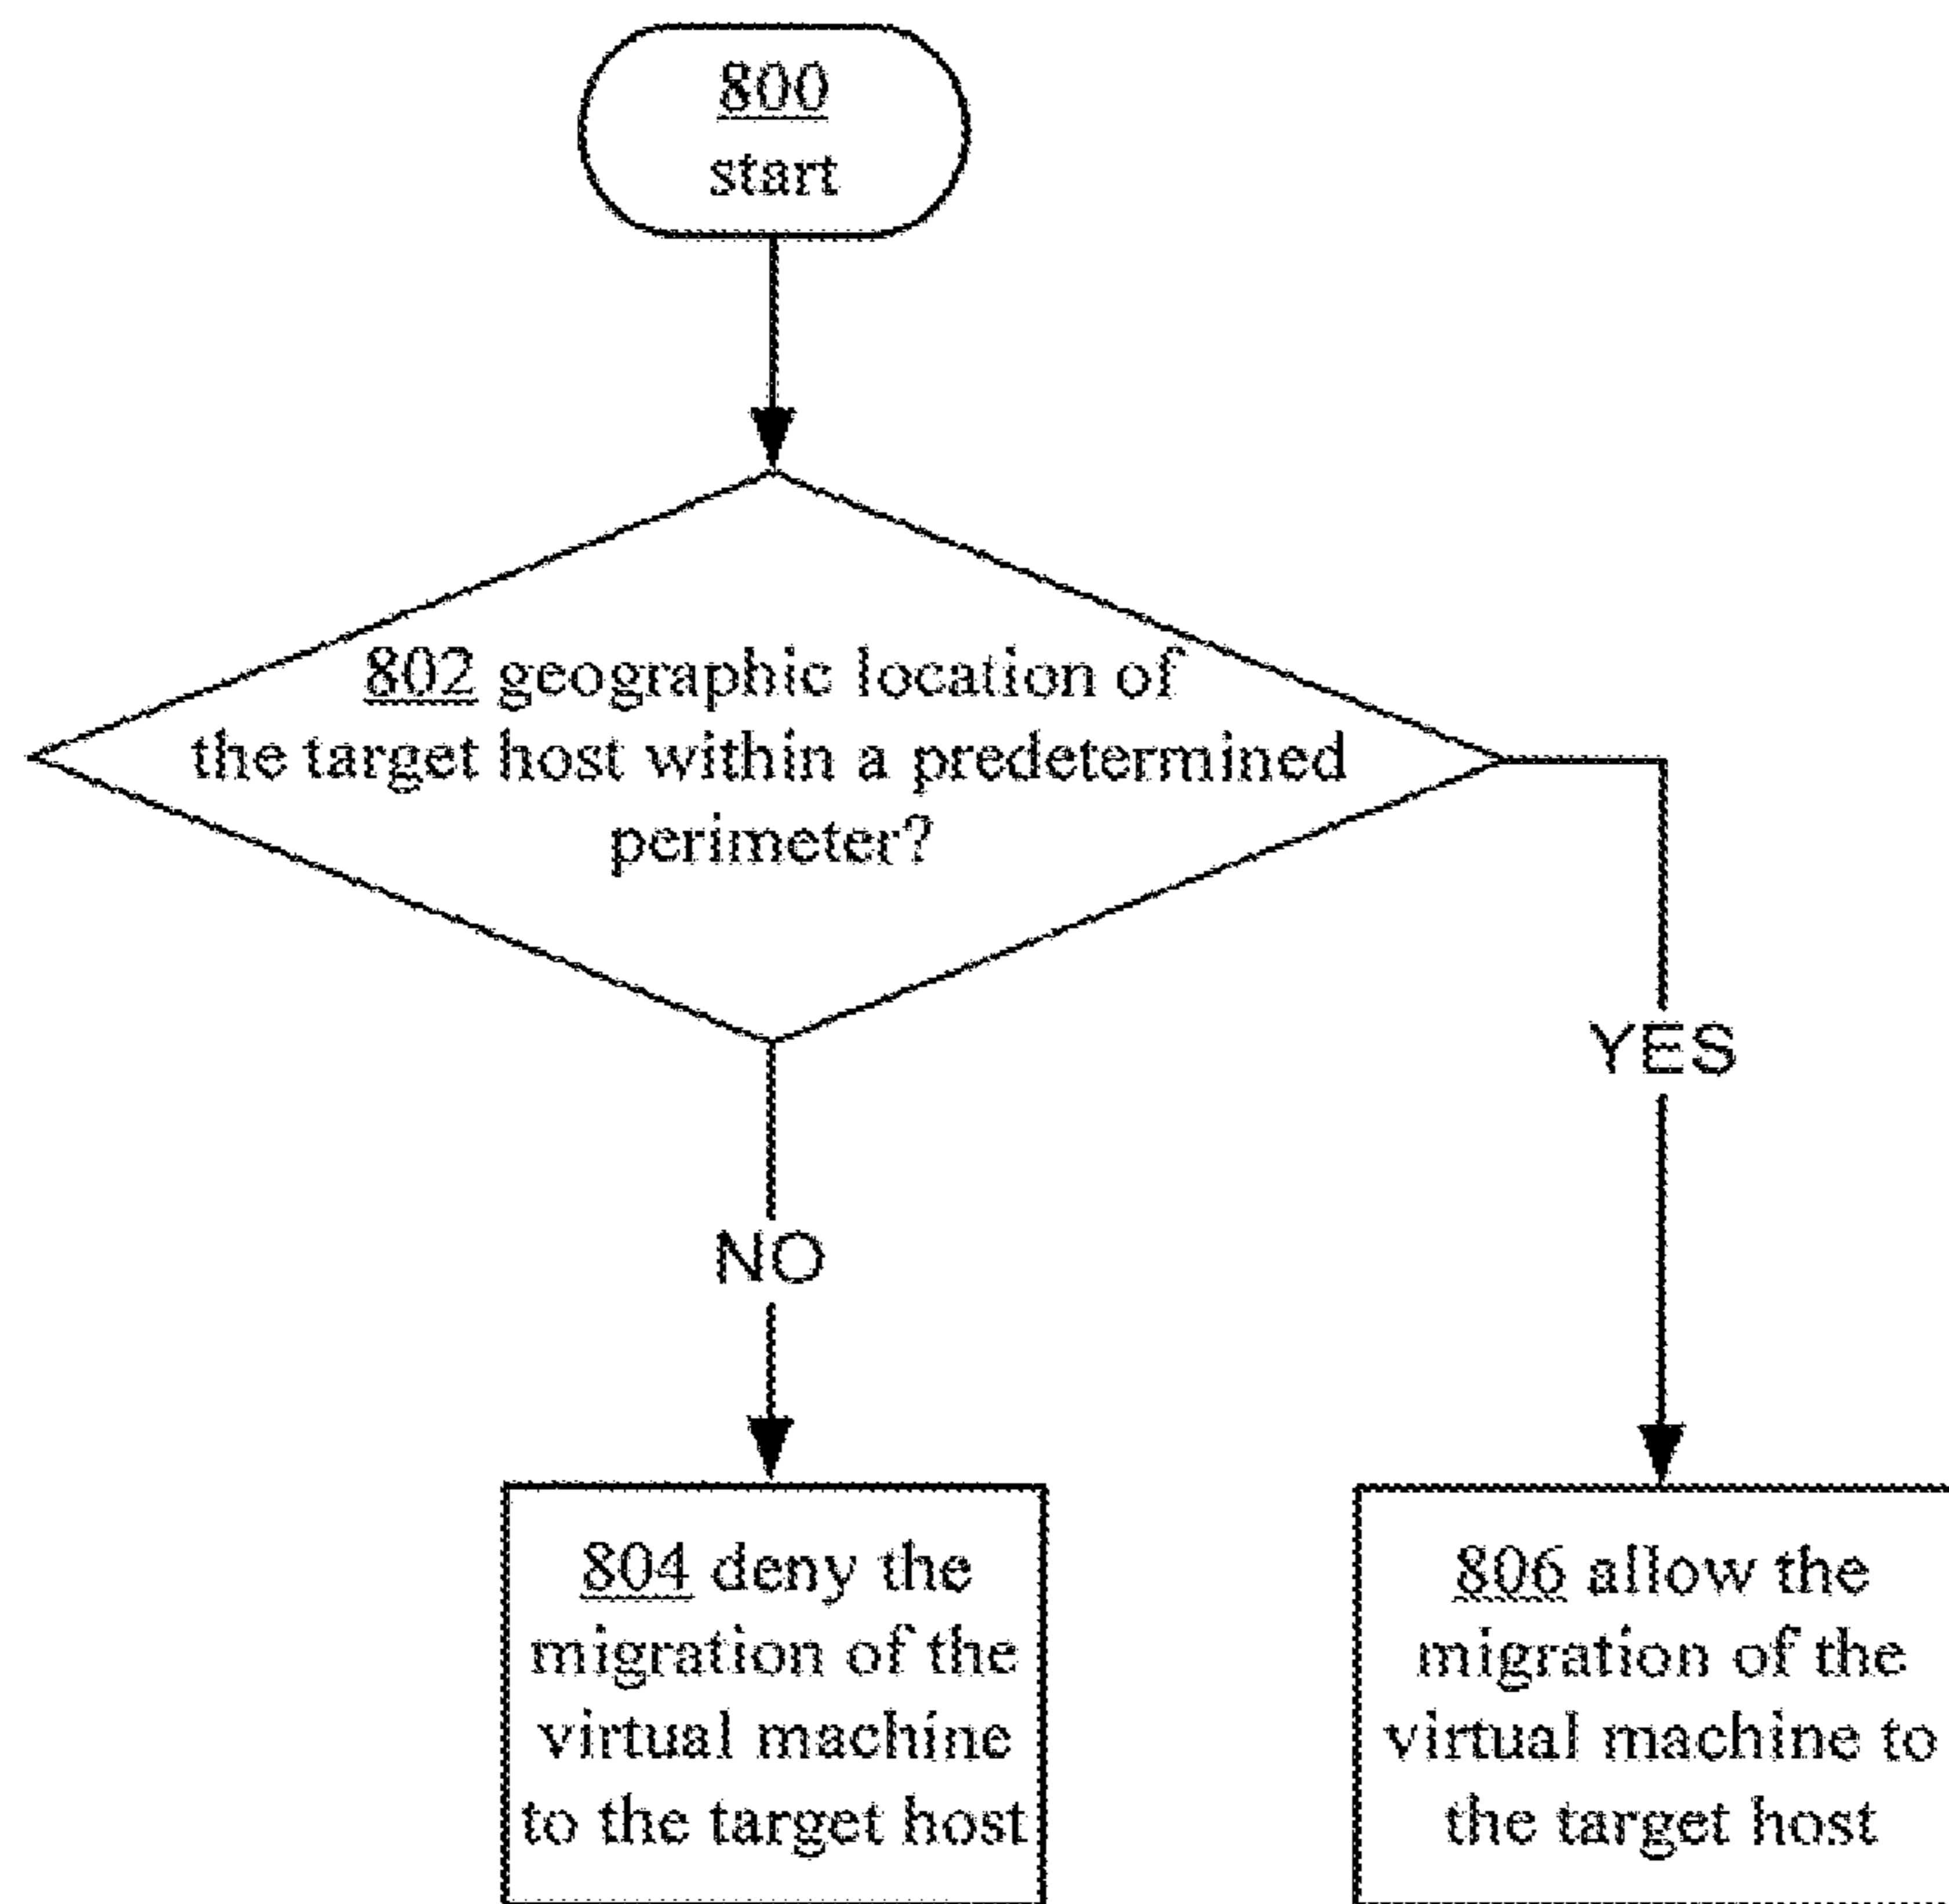 800
start
802 geographic location of
the target host within a predetermined
perimeter?
YES
NO
804 deny the
migration of the
virtual machine
to the target host
806 allow the
migration of the
virtual machine to
the target host